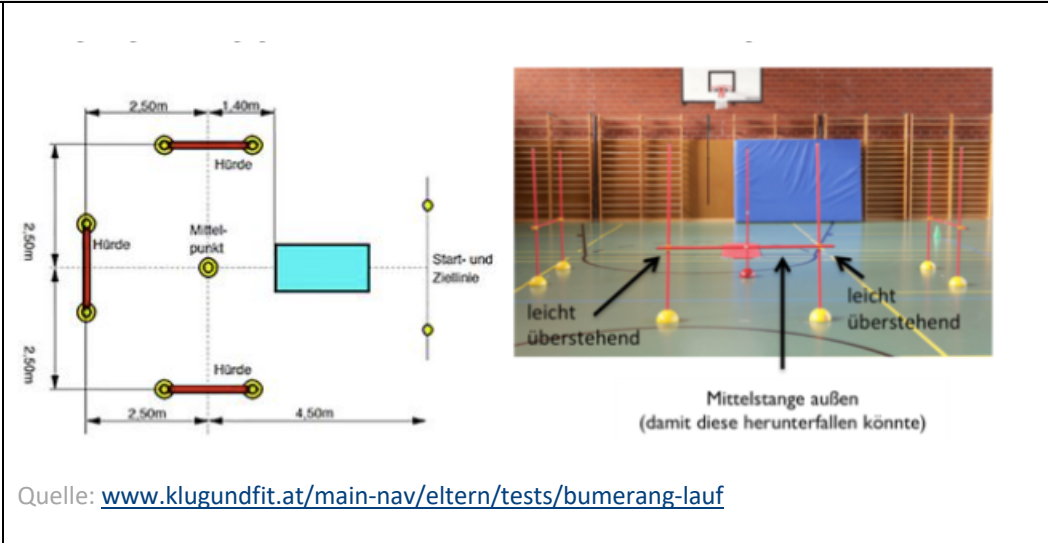 2,50m
1,40m
Hürde
2,50m
Hürde
Mittel-
punkt
Start- und
Ziellinie
2,50m
Hürde
2,50m
4,50m
leicht
überstehend
leicht
überstehend
Mittelstange außen
(damit diese herunterfallen könnte)
Quelle: www.klugundfit.at/main-nav/eltern/tests/bumerang-lauf